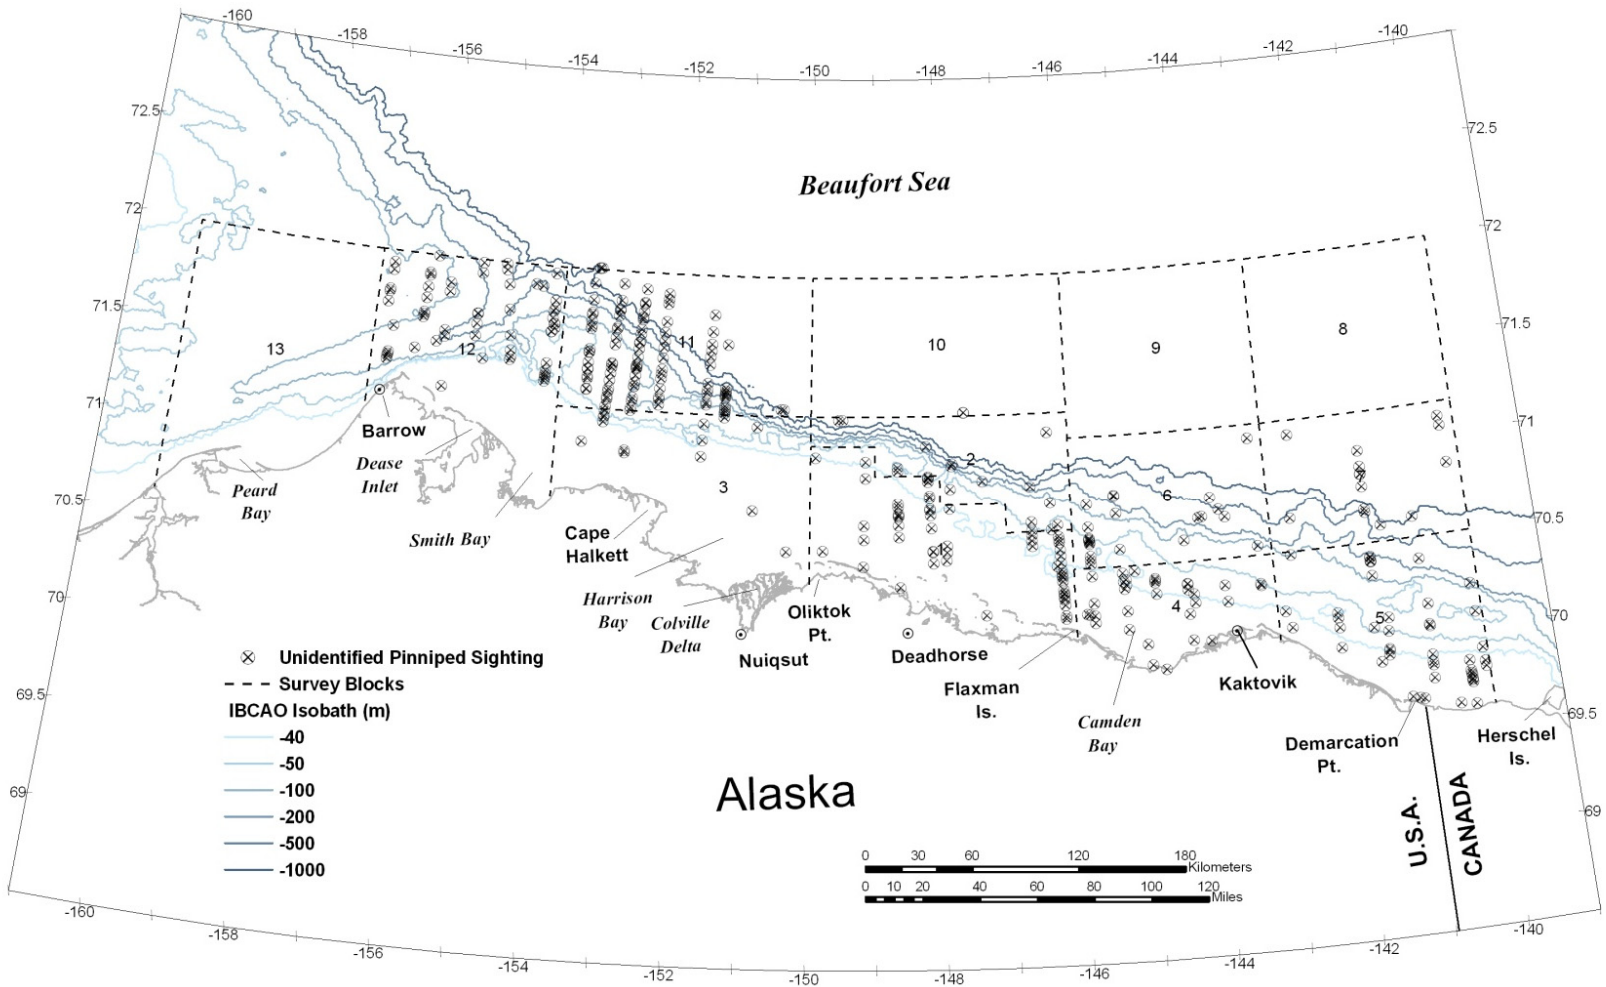 -160
-158
-156
-154
-152
-150
-148
-146
-144
-142
-140
72.5
72.5
72
72
71.5
71.5
71
71
70.5
70.5
70
70
69.5
69.5
69
69
Beaufort Sea
13
12
11
10
9
8
7
6
5
4
3
2
1
Barrow
Dease
Inlet
Peard
Bay
Smith Bay
Cape
Halkett
Harrison
Bay
Colville
Delta
Nuiqsut
Oliktok
Pt.
Deadhorse
Flaxman
Is.
Camden
Bay
Kaktovik
Demarcation
Pt.
Herschel
Is.
Unidentified Pinniped Sighting
Survey Blocks
IBCAO Isobath (m)
-40
-50
-100
-200
-500
-1000
Alaska
U.S.A.
CANADA
0 30 60 120 180
Kilometers
0 10 20 40 60 80 100 120
Miles
-160
-158
-156
-154
-152
-150
-148
-146
-144
-142
-140